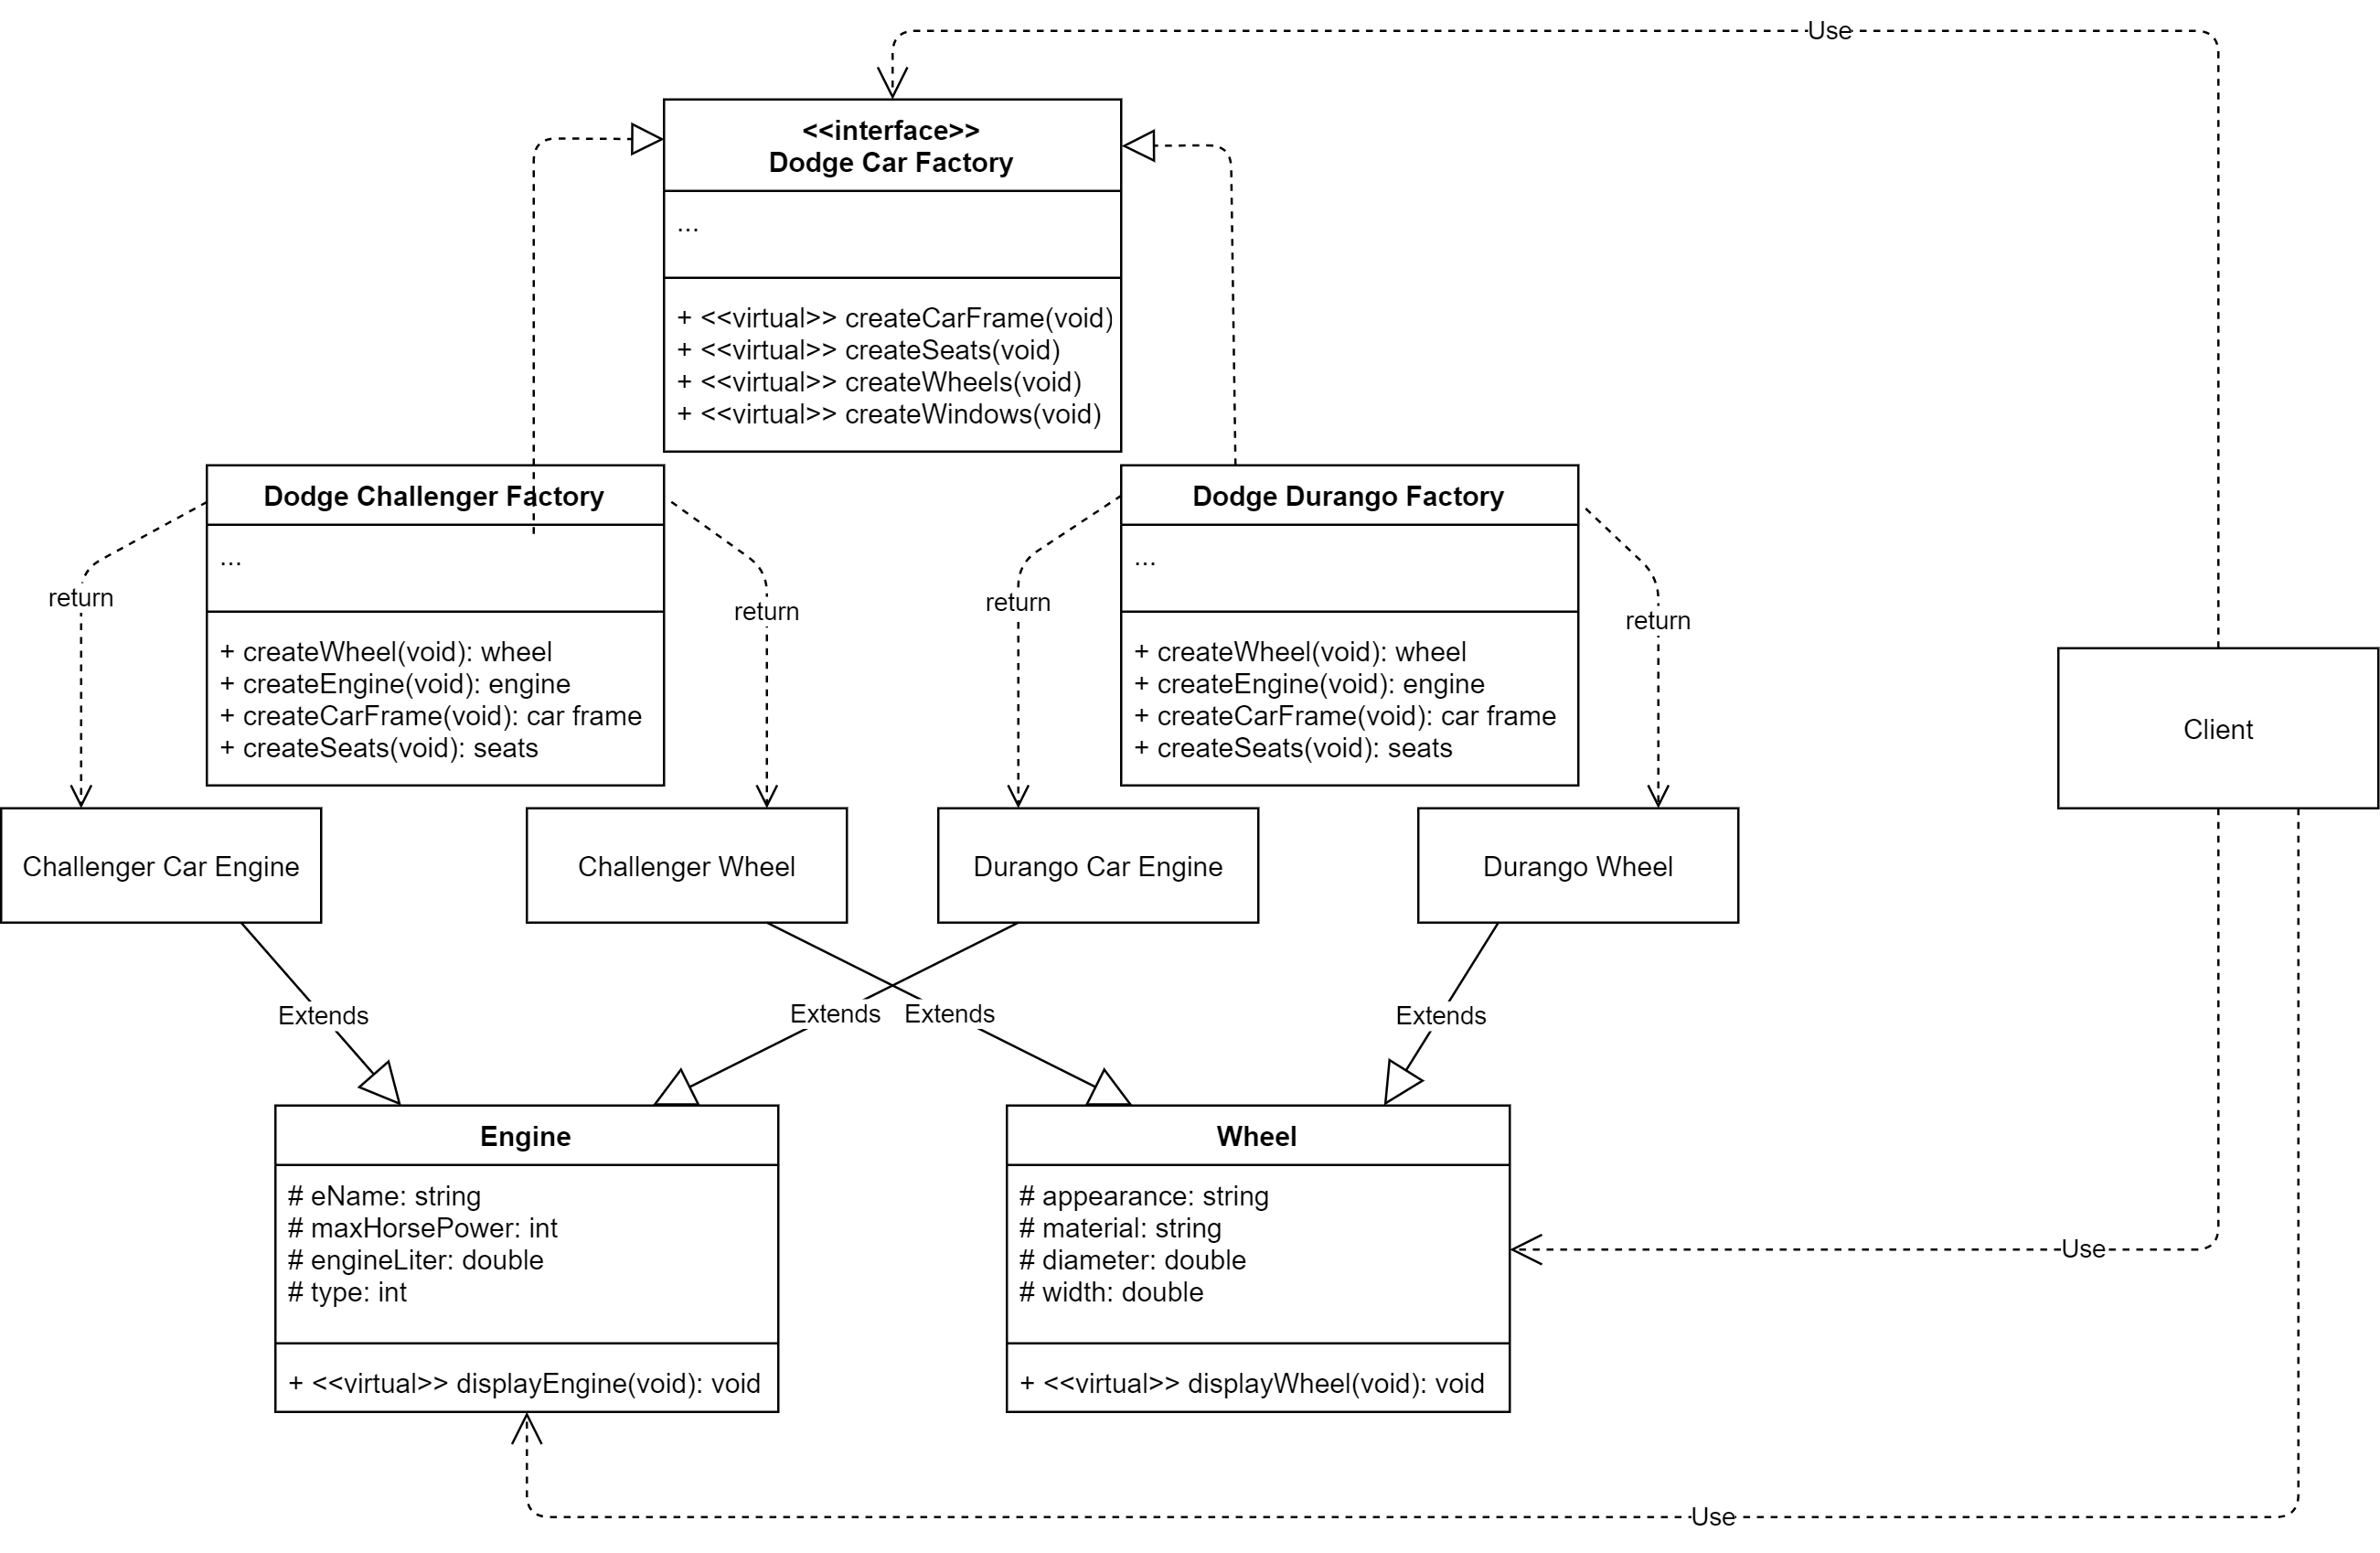 Use
<<interface>>
Dodge Car Factory
...
+ <<virtual>> createCarFrame(void)
+ <<virtual>> createSeats(void)
+ <<virtual>> createWheels(void)
+ <<virtual>> createWindows(void)
Dodge Challenger Factory
...
+ createWheel(void): wheel
+ createEngine(void): engine
+ createCarFrame(void): car frame
+ createSeats(void): seats
Dodge Durango Factory
...
+ createWheel(void): wheel
+ createEngine(void): engine
+ createCarFrame(void): car frame
+ createSeats(void): seats
return
return
return
return
Client
Challenger Car Engine
Challenger Wheel
Durango Car Engine
Durango Wheel
Extends
Extends
Extends
Extends
Engine
# eName: string
# maxHorsePower: int
# engineLiter: double
# type: int
+ <<virtual>> displayEngine(void): void
Wheel
# appearance: string
# material: string
# diameter: double
# width: double
+ <<virtual>> displayWheel(void): void
Use
Use